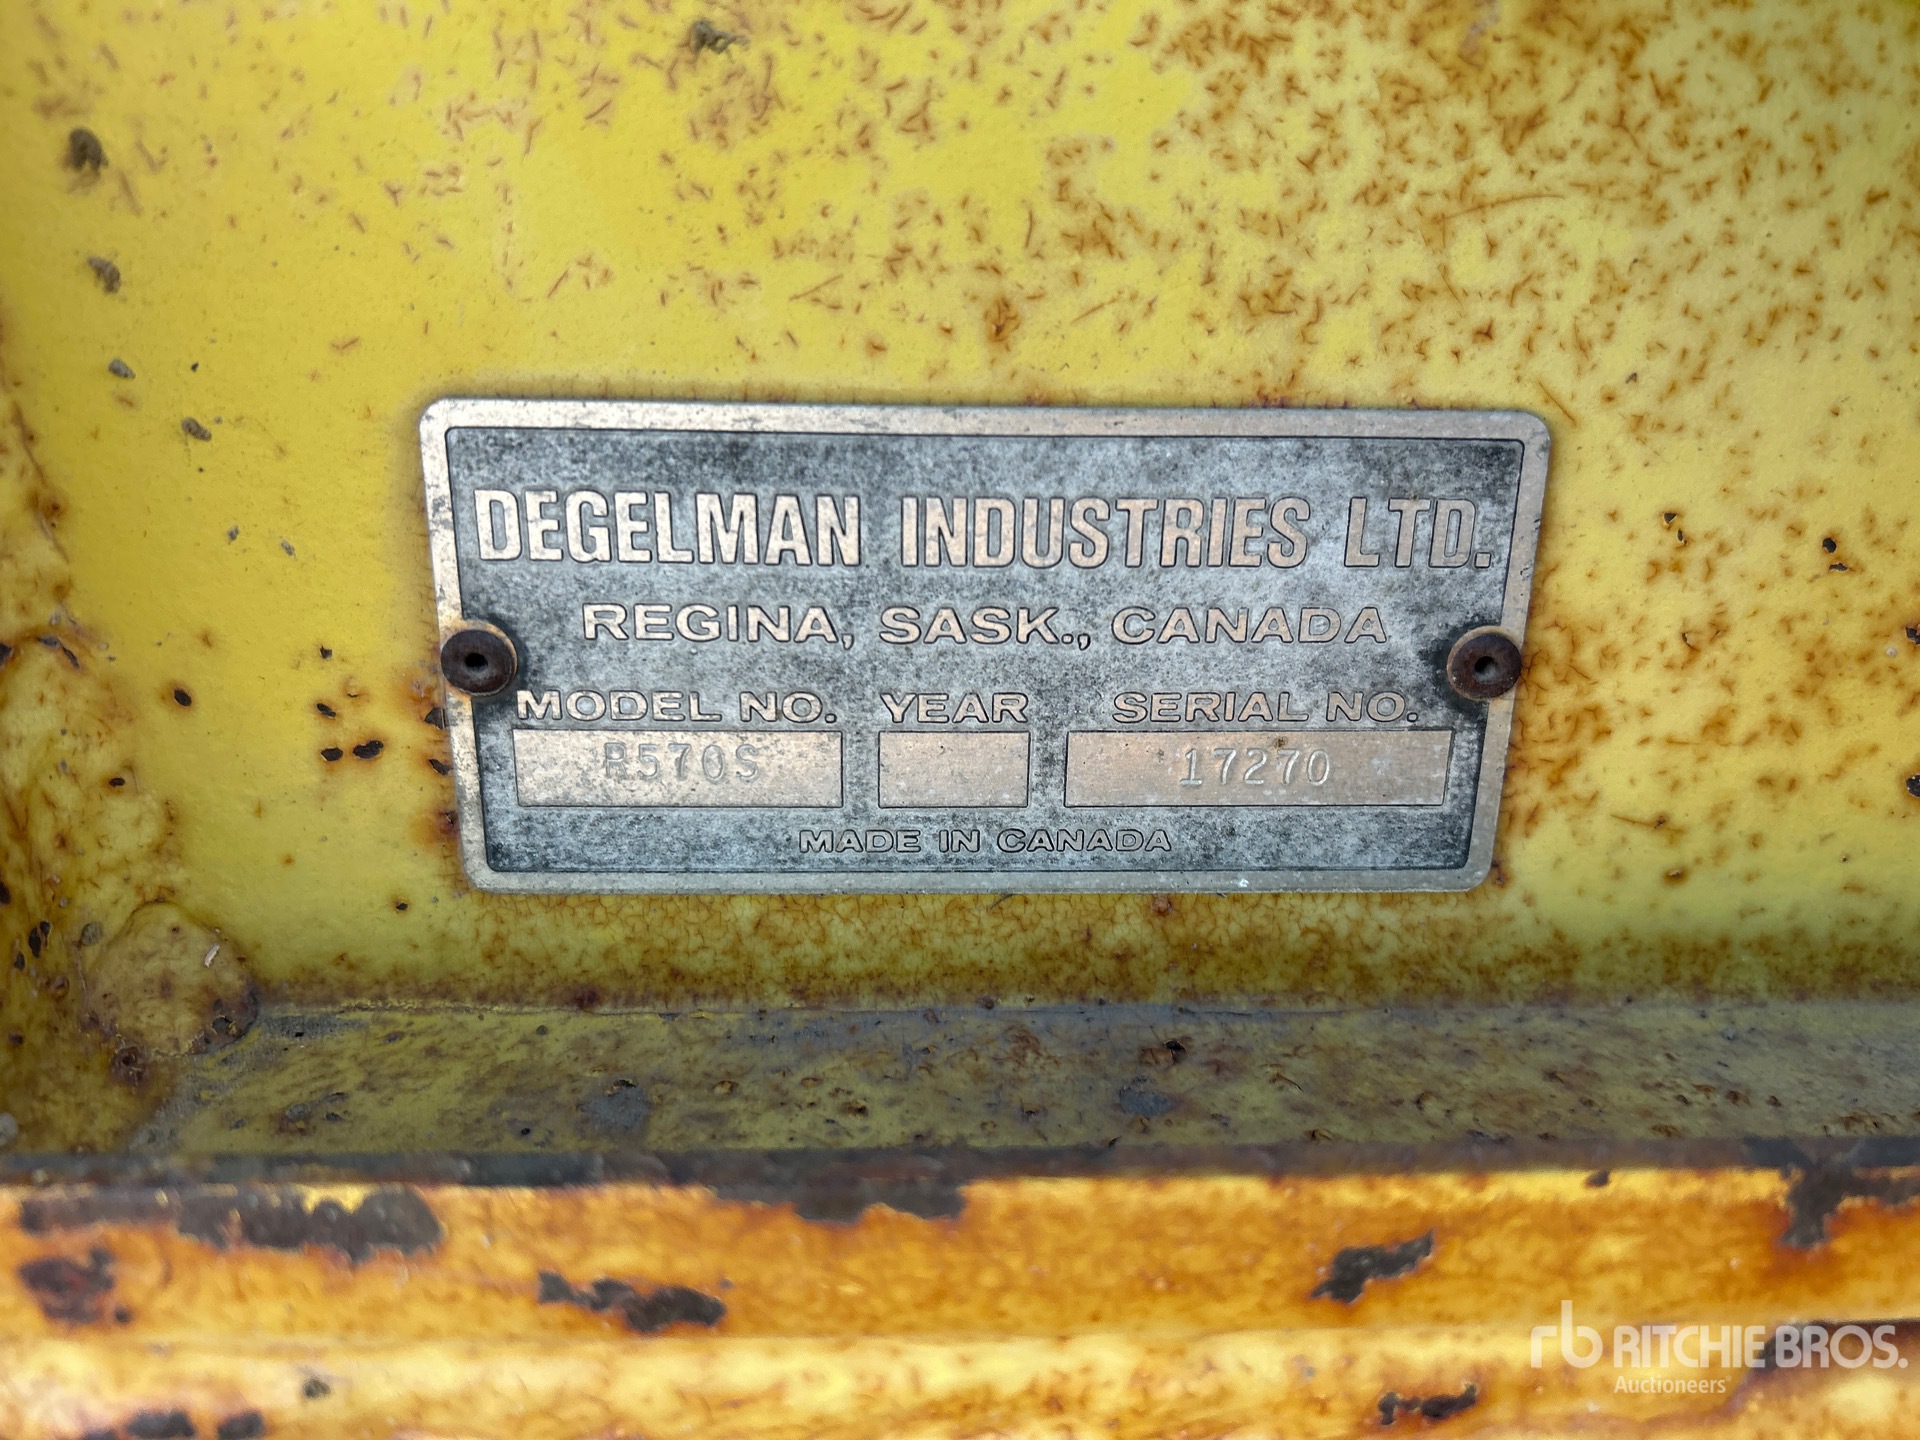 DEGELMAN INDUSTRIES LTD.
REGINA, SASK., CANADA
MODEL NO. YEAR SERIAL NO.
R570S 17270
MADE IN CANADA
rb RITCHIE BROS.
Auctioneers